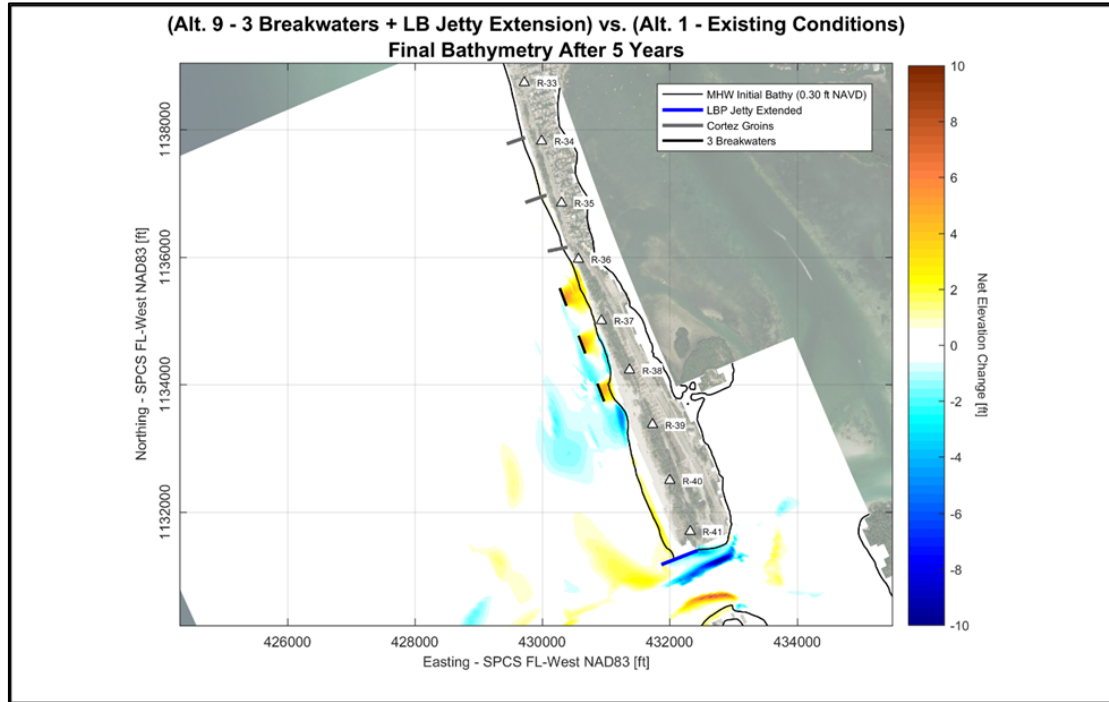 (Alt. 9 - 3 Breakwaters + LB Jetty Extension) vs. (Alt. 1 - Existing Conditions)
Final Bathymetry After 5 Years
MHW Initial Bathy (0.30 ft NAVD)
LBP Jetty Extended
Cortez Groins
3 Breakwaters
R-33
R-34
R-35
R-36
R-37
R-38
R-39
R-40
R-41
Northing - SPCS FL-West NAD83 [ft]
1138000
1136000
1134000
1132000
426000
428000
430000
432000
434000
Easting - SPCS FL-West NAD83 [ft]
10
8
6
4
2
0
-2
-4
-6
-8
-10
Net Elevation Change [ft]